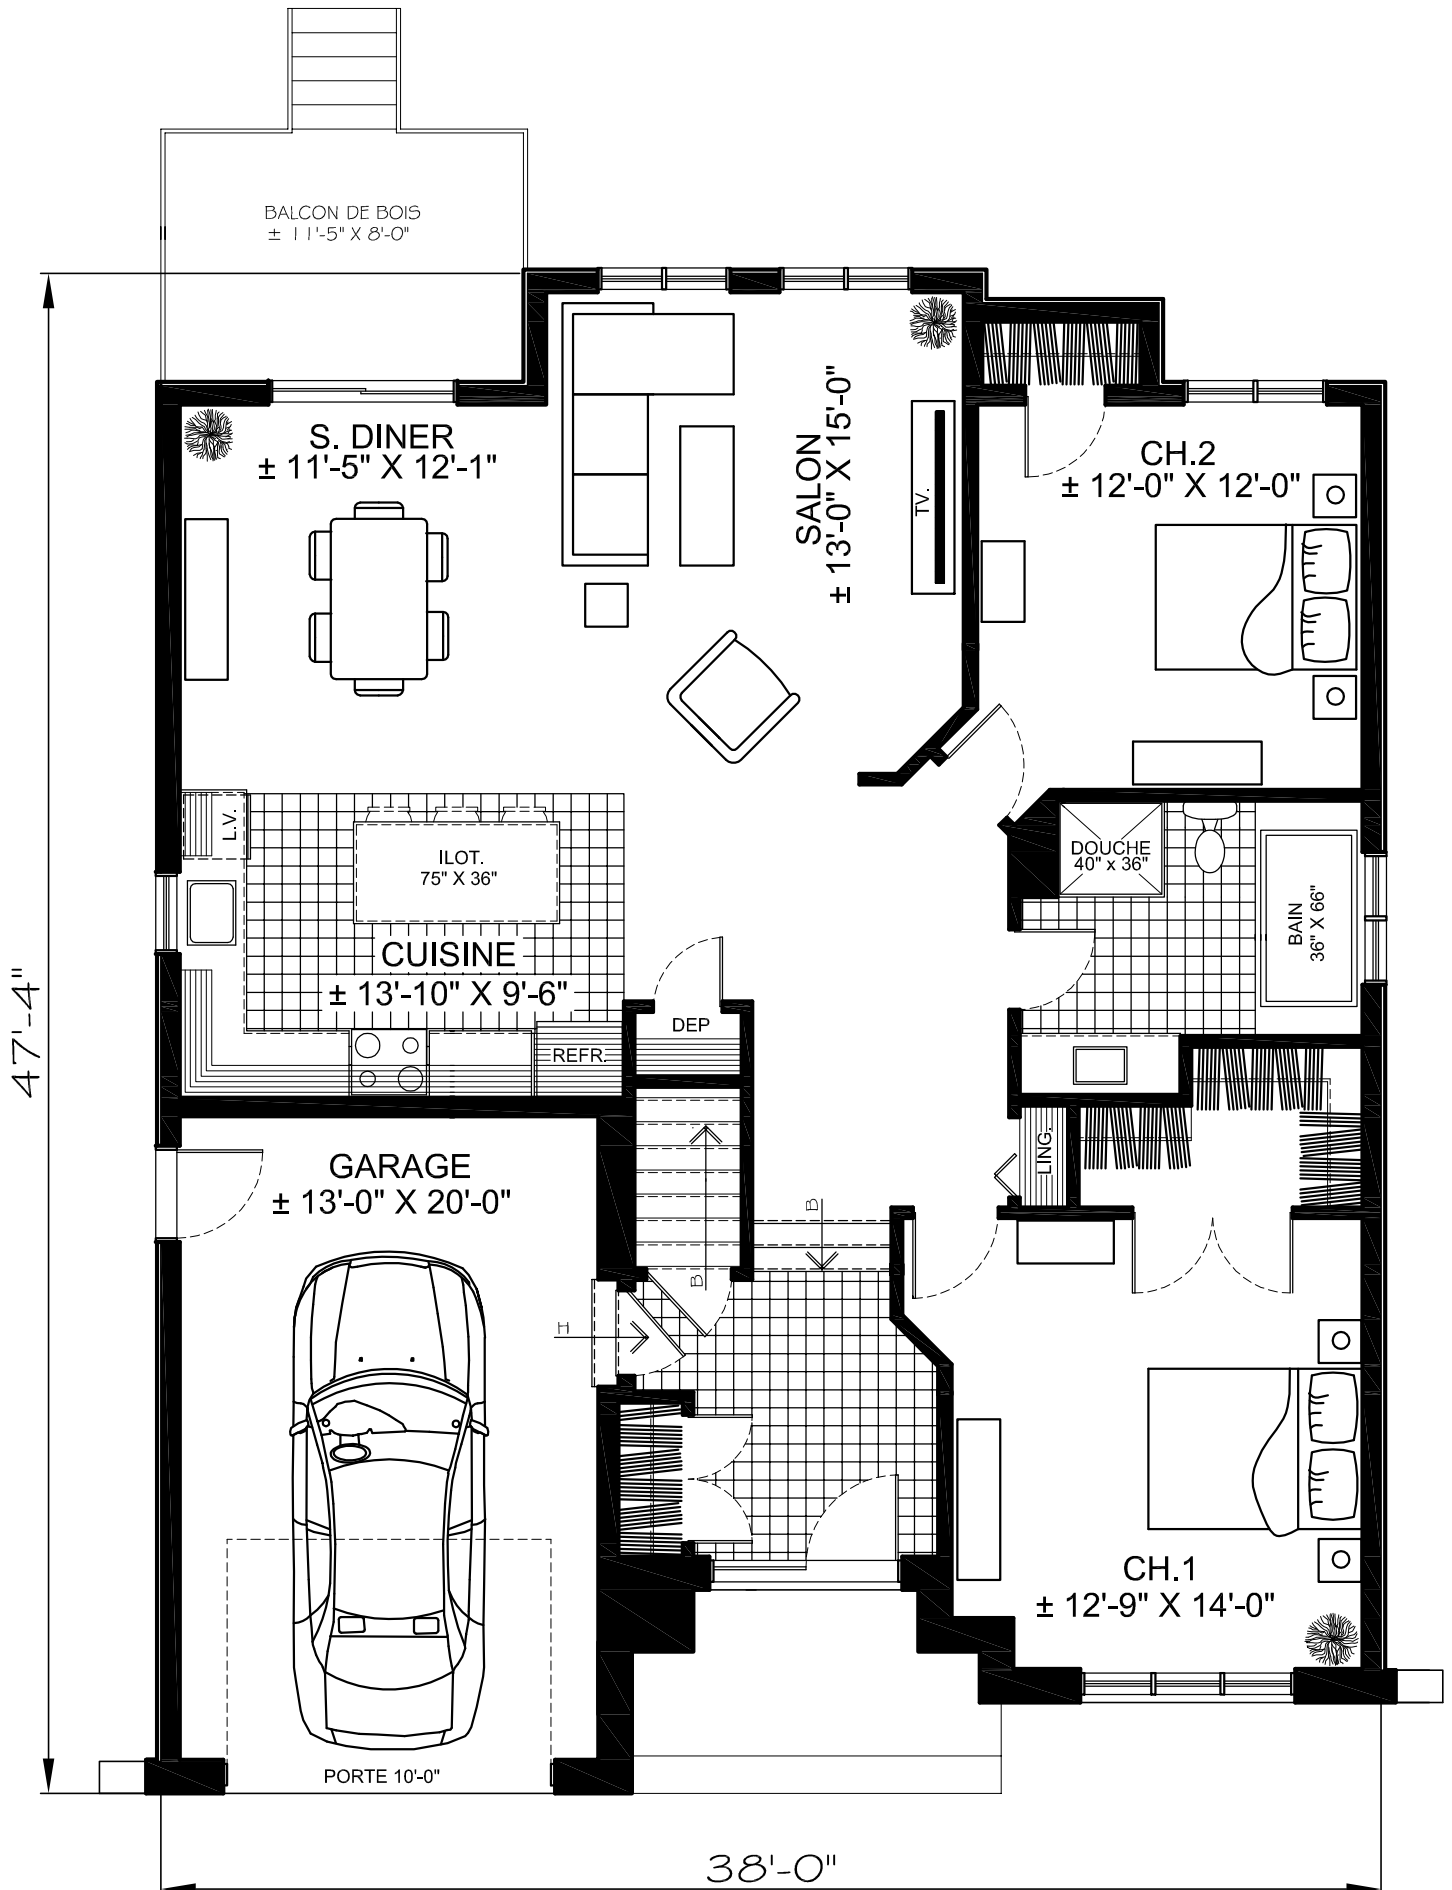 BALCON DE BOIS
± 11'-5" X 8'-0"
S. DINER
± 11'-5" X 12'-1"
SALON
± 13'-0" X 15'-0"
TV.
CH.2
± 12'-0" X 12'-0"
L.V.
ILOT.
75" X 36"
CUISINE
± 13'-10" X 9'-6"
REFR.
DEP
DOUCHE
40" x 36"
BAIN
36" X 66"
LING.
47'-4"
GARAGE
± 13'-0" X 20'-0"
B
B
H
CH.1
± 12'-9" X 14'-0"
PORTE 10'-0"
38'-0"